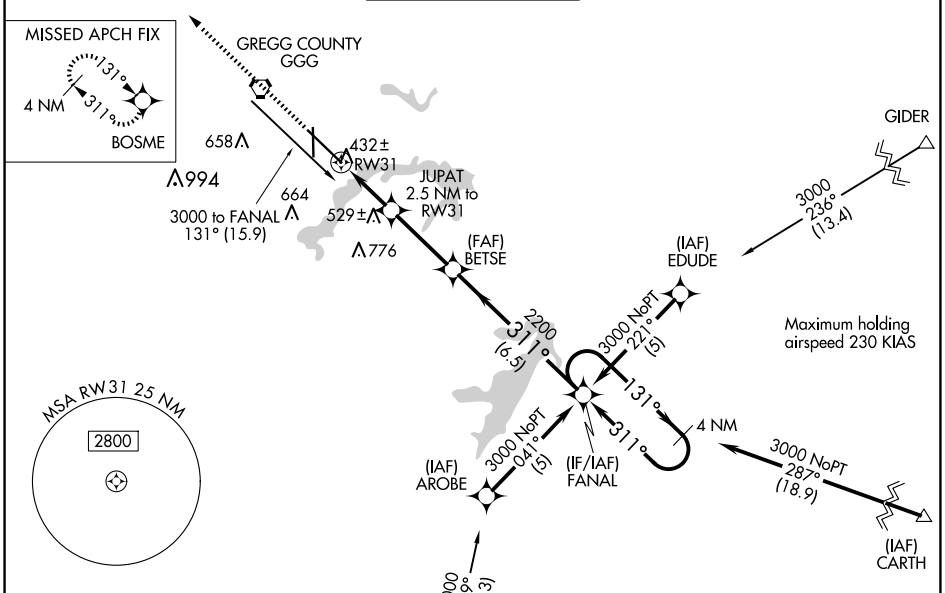 MISSED APCH FIX
131°
4 NM
311°
BOSME
GREGG COUNTY
GGG
658
994
432±
RW31
JUPAT
2.5 NM to
RW31
664
529±
776
3000 to FANAL
131° (15.9)
(FAF)
BETSE
GIDER
3000
236°
(13.4)
(IAF)
EDUDE
3000 NoPT
221°
(5)
Maximum holding
airspeed 230 KIAS
2200
311°
(6.5)
131°
311°
4 NM
MSA RW31 25 NM
2800
3000 NoPT
041°
(5)
(IAF)
AROBE
(IF/IAF)
FANAL
3000 NoPT
287°
(18.9)
(IAF)
CARTH